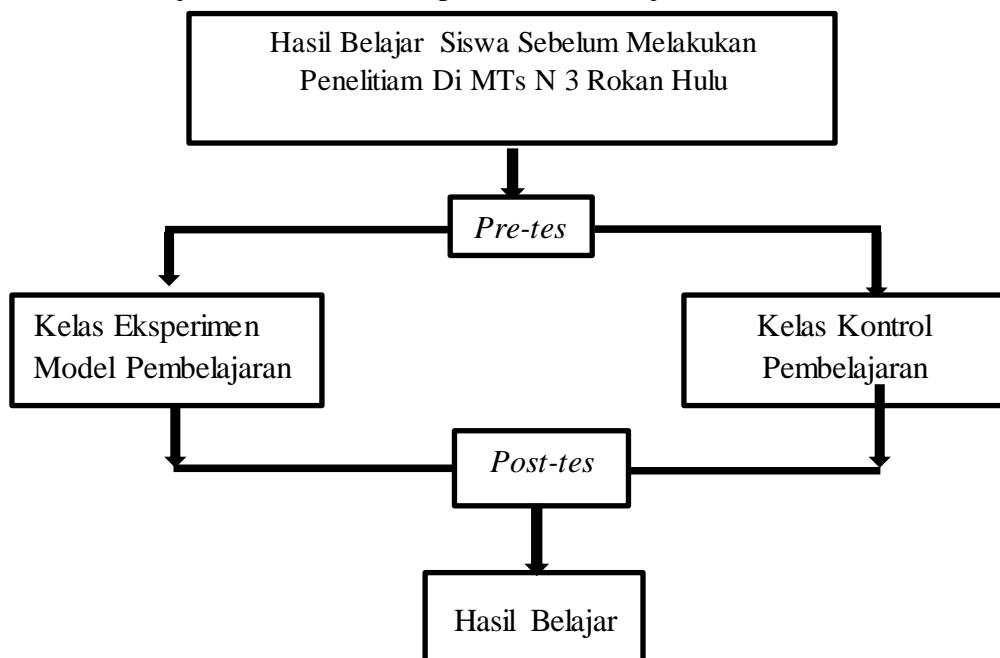 Hasil Belajar Siswa Sebelum Melakukan
Penelitiam Di MTs N 3 Rokan Hulu
Pre-tes
Kelas Eksperimen
Model Pembelajaran
Kelas Kontrol
Pembelajaran
Post-tes
Hasil Belajar